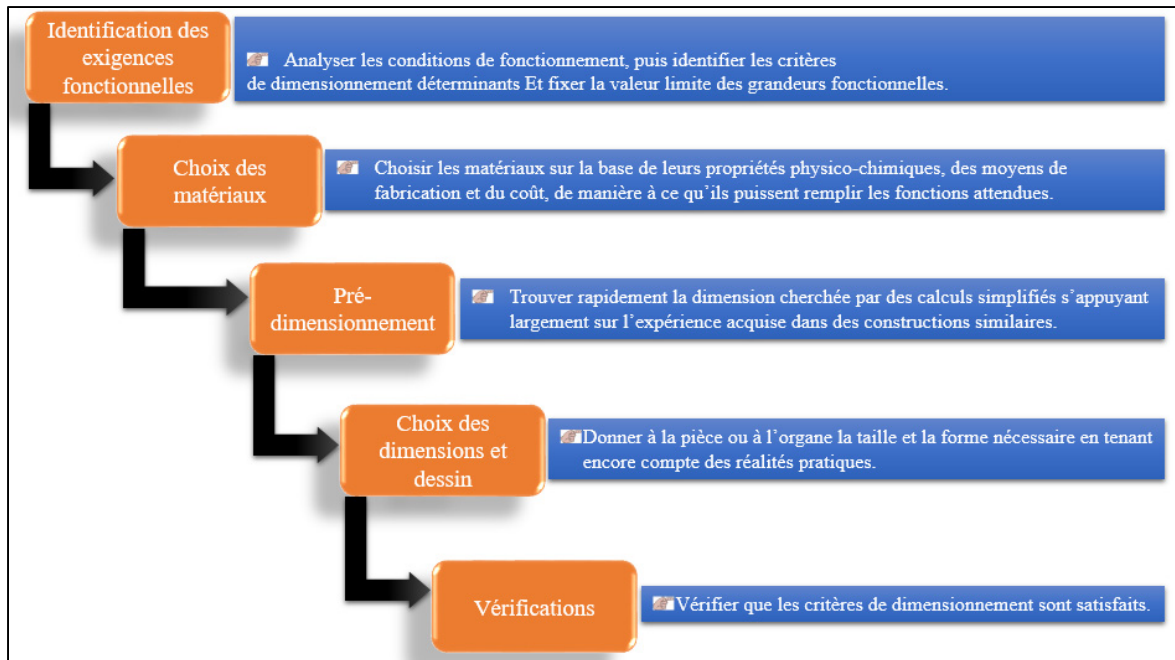 Identification des
exigences
fonctionnelles
Analyser les conditions de fonctionnement, puis identifier les critères
de dimensionnement déterminants Et fixer la valeur limite des grandeurs fonctionnelles.
Choix des
matériaux
Choisir les matériaux sur la base de leurs propriétés physico-chimiques, des moyens de
fabrication et du coût, de manière à ce qu’ils puissent remplir les fonctions attendues.
Pré-
dimensionnement
Trouver rapidement la dimension cherchée par des calculs simplifiés s’appuyant
largement sur l’expérience acquise dans des constructions similaires.
Choix des
dimensions et
dessin
Donner à la pièce ou à l’organe la taille et la forme nécessaire en tenant
encore compte des réalités pratiques.
Vérifications
Vérifier que les critères de dimensionnement sont satisfaits.